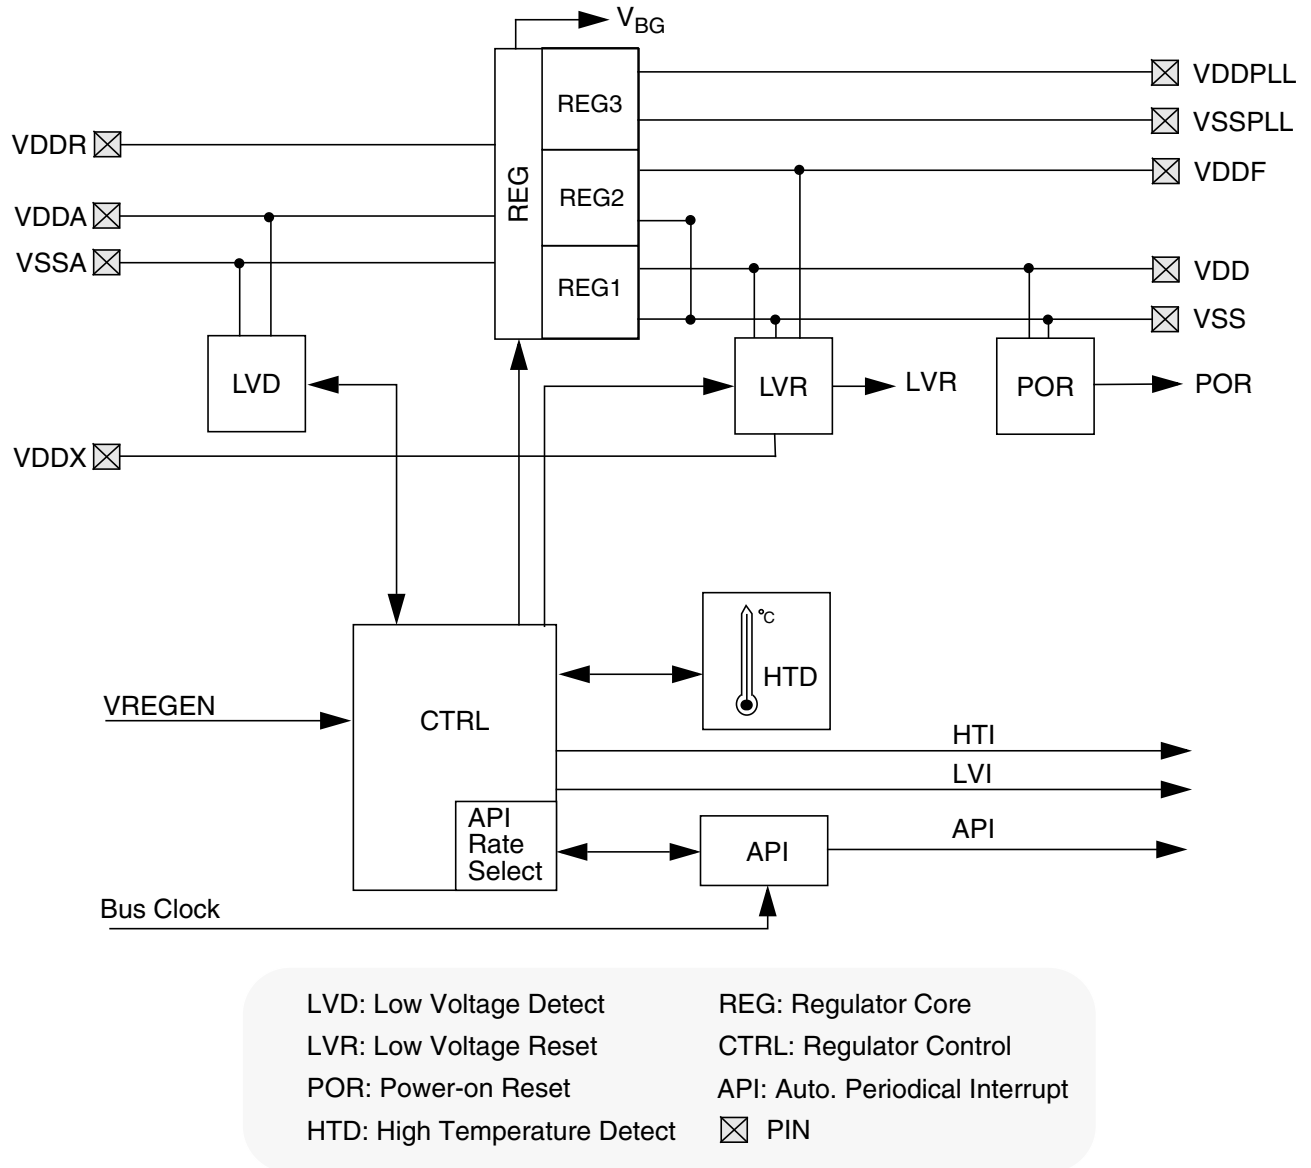 VBG
VDDPLL
REG3
VSSPLL
VDDR
VDDF
REG
REG2
VDDA
VSSA
VDD
REG1
VSS
LVD
LVR
LVR
POR
POR
VDDX
°C
HTD
VREGEN
CTRL
HTI
LVI
API
Rate
Select
API
API
Bus Clock
LVD: Low Voltage Detect
LVR: Low Voltage Reset
POR: Power-on Reset
HTD: High Temperature Detect
REG: Regulator Core
CTRL: Regulator Control
API: Auto. Periodical Interrupt
PIN